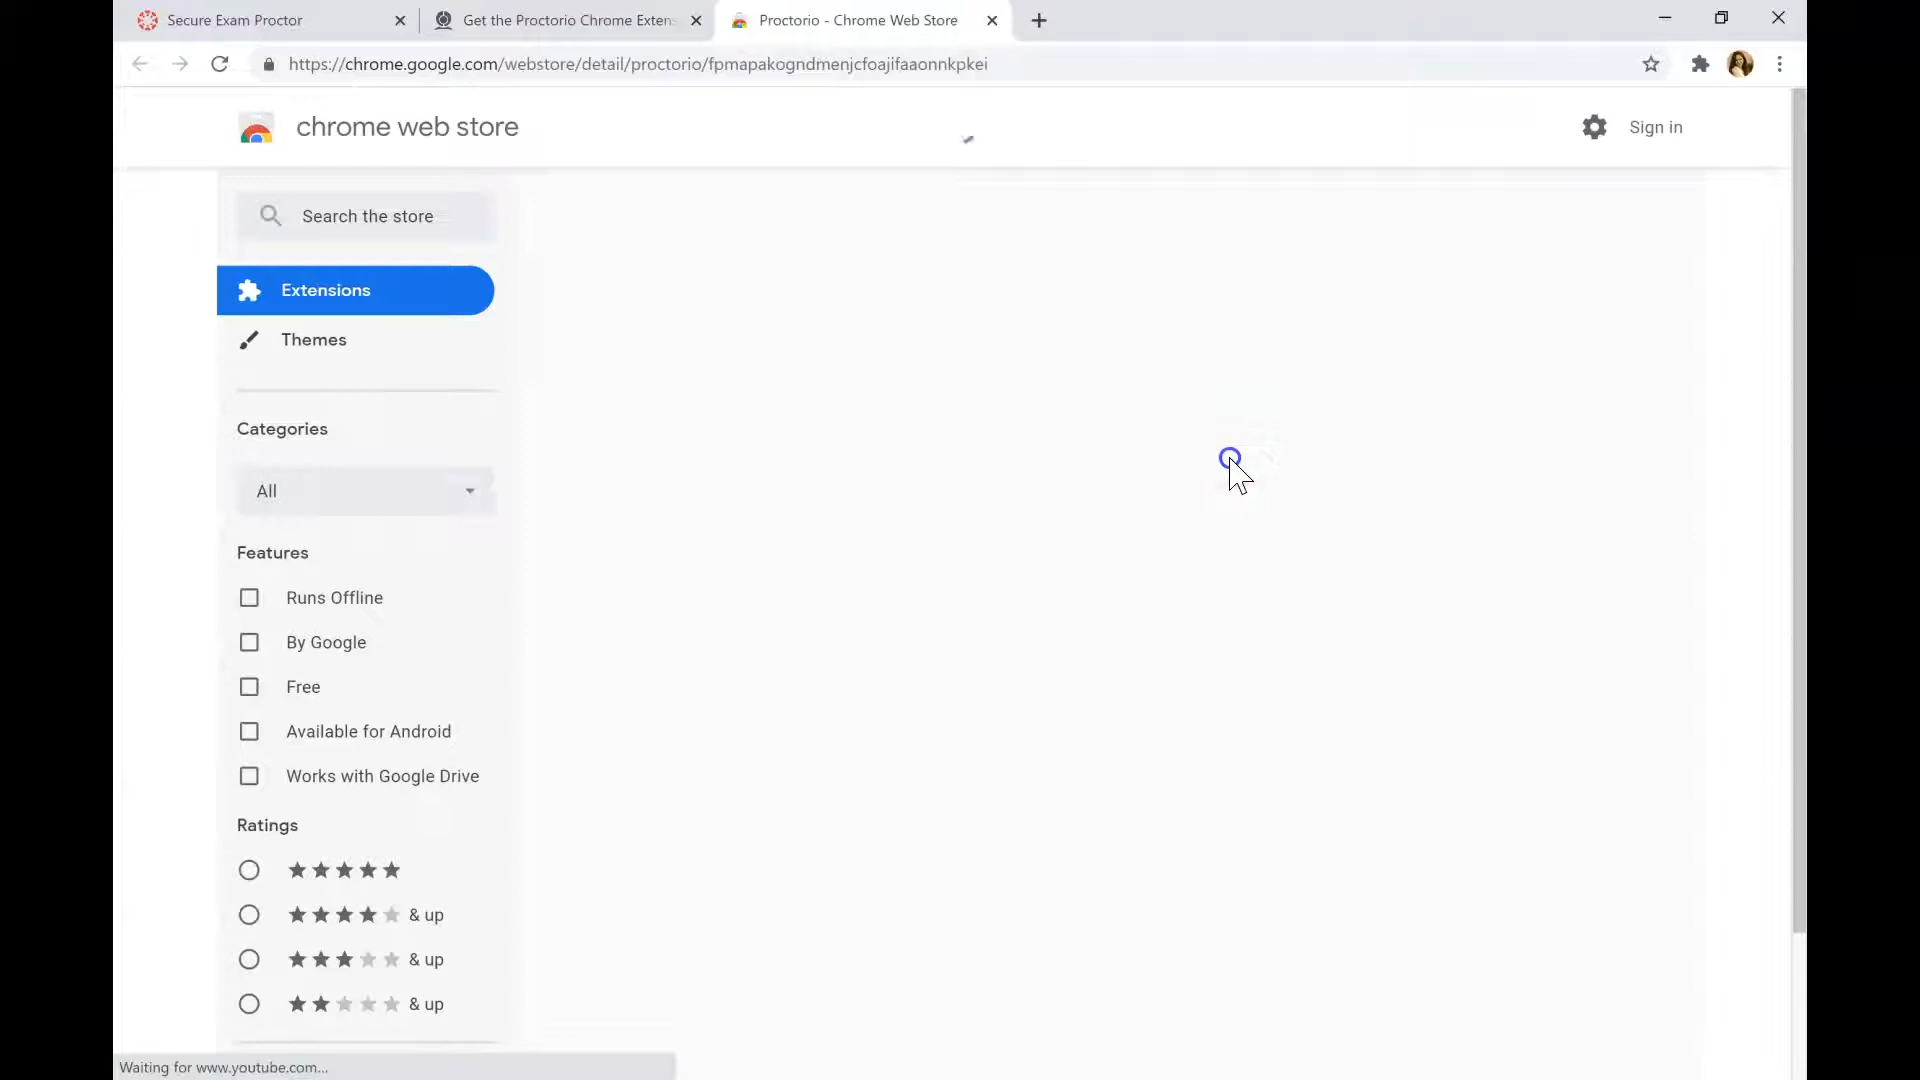 Secure Exam Proctor
Get the Proctorio Chrome Extens
Proctorio - Chrome Web Store
https://chrome.google.com/webstore/detail/proctorio/fpmapakogndmenjcfoajifaaonnkpkei
chrome web store
Sign in
Search the store
Extensions
Themes
Categories
All
Features
Runs Offline
By Google
Free
Available for Android
Works with Google Drive
Ratings
& up
& up
& up
Waiting for www.youtube.com...